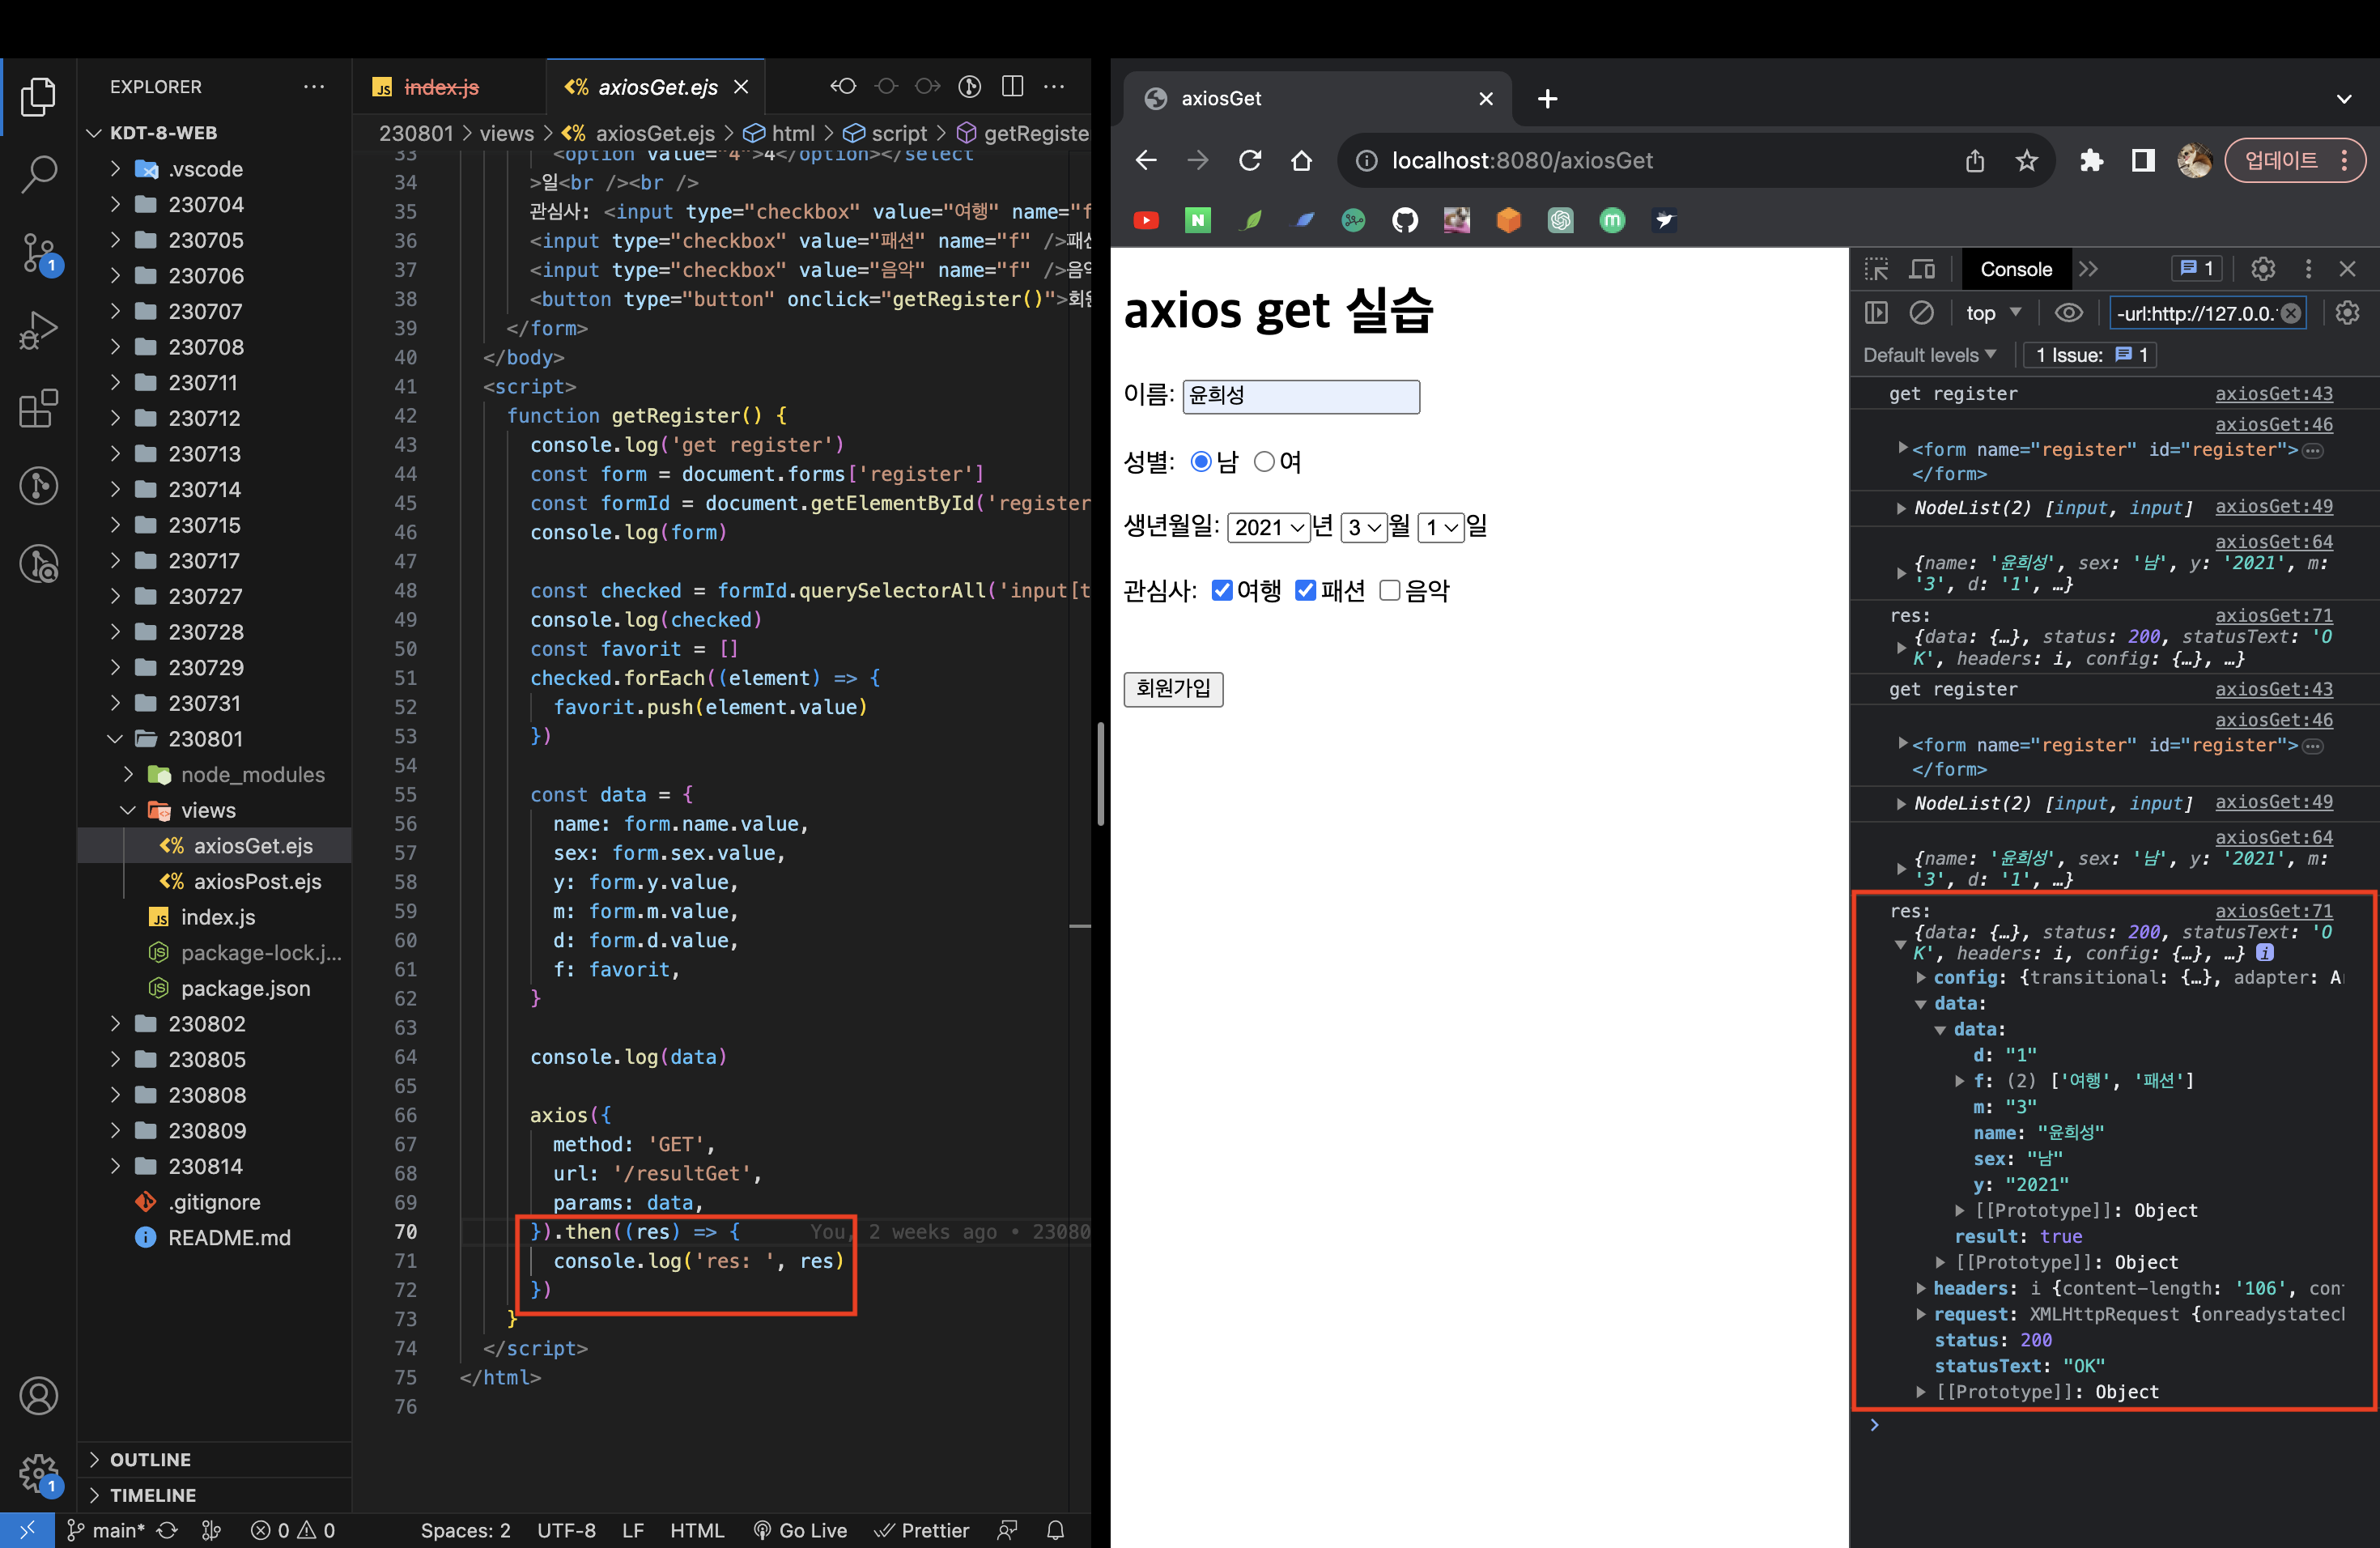 EXPLORER
KDT-8-WEB
.vscode
230704
230705
230706
230707
230708
230711
230712
230713
230714
230715
230717
230727
230728
230729
230731
230801
node_modules
views
axiosGet.ejs
axiosPost.ejs
index.js
package-lock.j...
package.json
230802
230805
230808
230809
230814
.gitignore
README.md
OUTLINE
TIMELINE
1
1
index.js
axiosGet.ejs
230801 > views > axiosGet.ejs > html > script > getRegiste
33 <option value="4">4</option></select
34 >일<br /><br />
35 관심사: <input type="checkbox" value="여행" name="f
36 <input type="checkbox" value="패션" name="f" />패션
37 <input type="checkbox" value="음악" name="f" />음악
38 <button type="button" onclick="getRegister()">회원
39 </form>
40 </body>
41 <script>
42 function getRegister() {
43 console.log('get register')
44 const form = document.forms['register']
45 const formId = document.getElementById('register
46 console.log(form)
47
48 const checked = formId.querySelectorAll('input[t
49 console.log(checked)
50 const favorit = []
51 checked.forEach((element) => {
52 favorit.push(element.value)
53 })
54
55 const data = {
56 name: form.name.value,
57 sex: form.sex.value,
58 y: form.y.value,
59 m: form.m.value,
60 d: form.d.value,
61 f: favorit,
62 }
63
64 console.log(data)
65
66 axios({
67 method: 'GET',
68 url: '/resultGet',
69 params: data,
70 }).then((res) => { You, 2 weeks ago • 23080
71 console.log('res: ', res)
72 })
73 }
74 </script>
75 </html>
76
main* 0 0 Spaces: 2 UTF-8 LF HTML Go Live Prettier
axiosGet
localhost:8080/axiosGet
업데이트
axios get 실습
이름: 윤희성
성별: 남 여
생년월일: 2021 년 3 월 1 일
관심사: 여행 패션 음악
회원가입
Console 1
top -url:http://127.0.0.
Default levels 1 Issue: 1
get register axiosGet:43
axiosGet:46
<form name="register" id="register">
</form>
NodeList(2) [input, input] axiosGet:49
axiosGet:64
{name: '윤희성', sex: '남', y: '2021', m:
'3', d: '1', …}
res: axiosGet:71
{data: {…}, status: 200, statusText: 'O
K', headers: i, config: {…}, …}
get register axiosGet:43
axiosGet:46
<form name="register" id="register">
</form>
NodeList(2) [input, input] axiosGet:49
axiosGet:64
{name: '윤희성', sex: '남', y: '2021', m:
'3', d: '1', …}
res: axiosGet:71
{data: {…}, status: 200, statusText: 'O
K', headers: i, config: {…}, …} i
config: {transitional: {…}, adapter: A
data:
data:
d: "1"
f: (2) ['여행', '패션']
m: "3"
name: "윤희성"
sex: "남"
y: "2021"
[[Prototype]]: Object
result: true
[[Prototype]]: Object
headers: i {content-length: '106', con
request: XMLHttpRequest {onreadystatecl
status: 200
statusText: "OK"
[[Prototype]]: Object